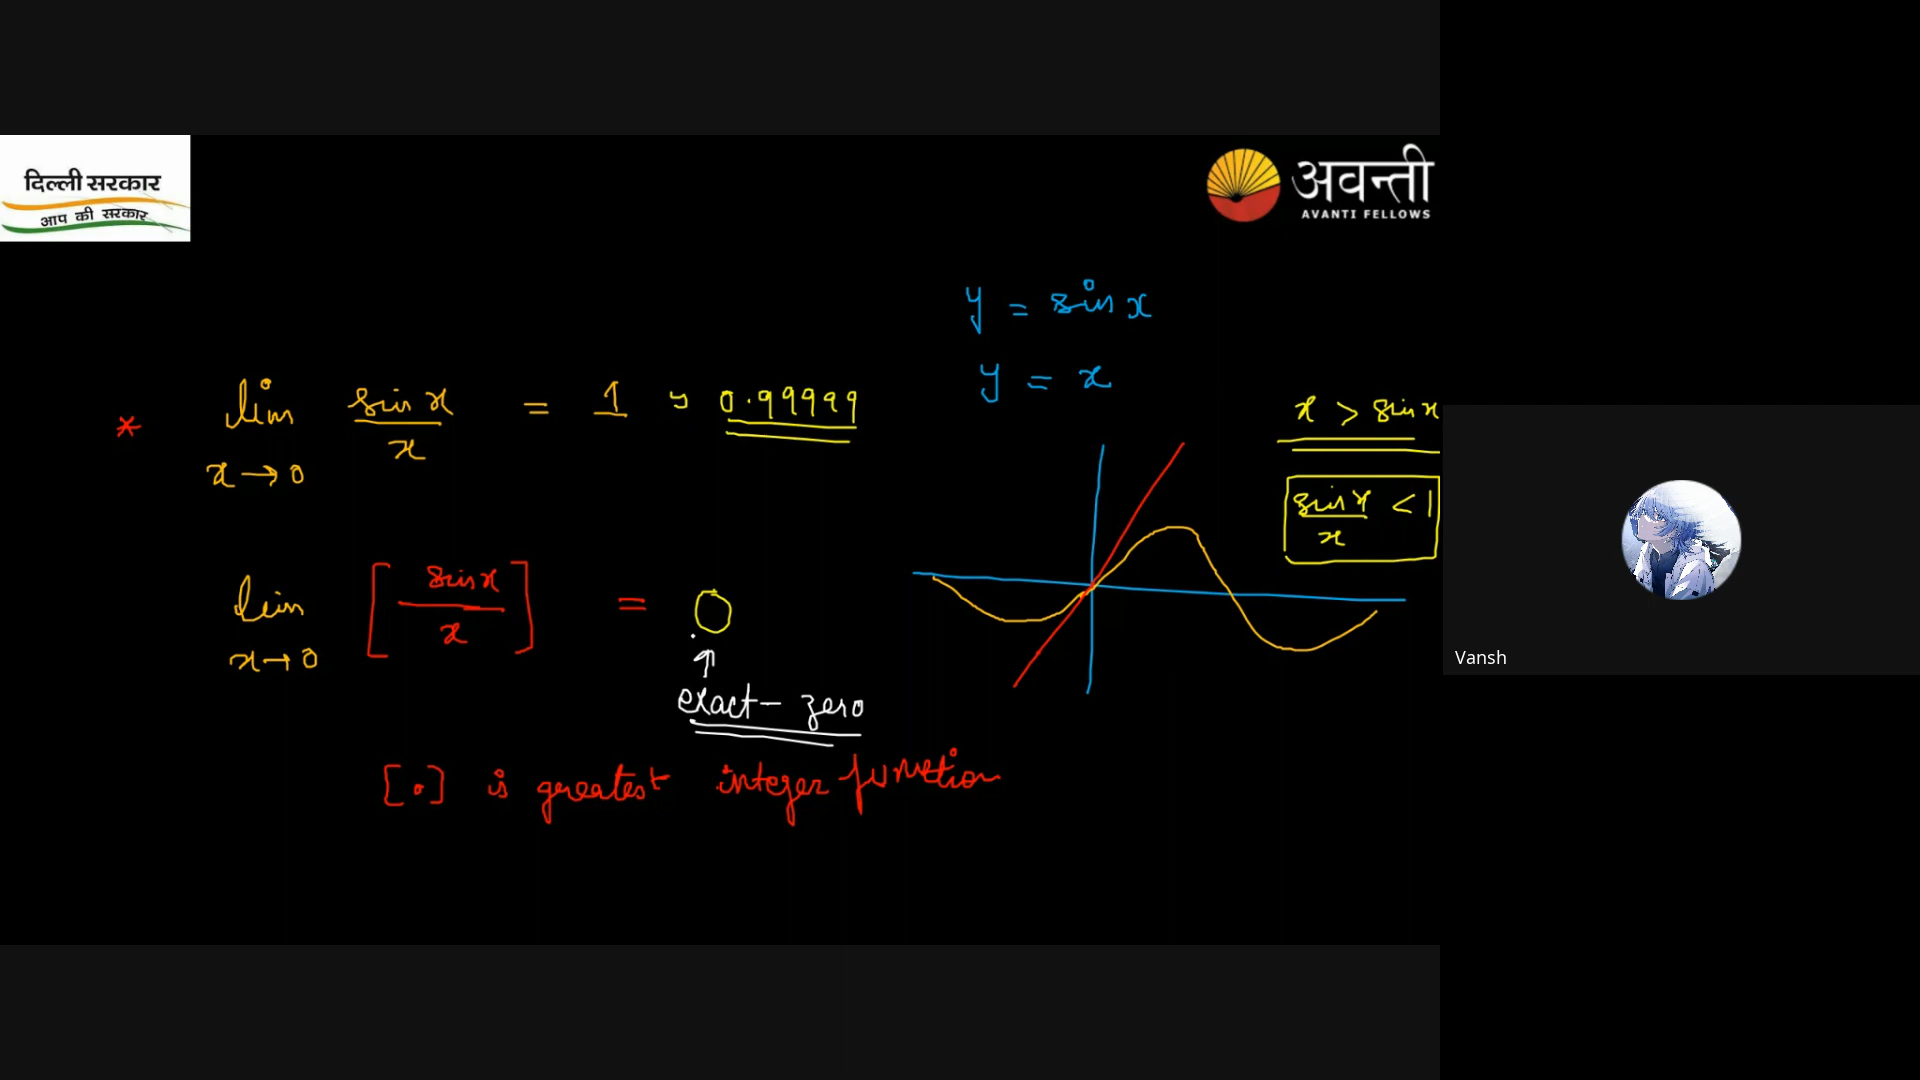 दिल्ली सरकार
आप की सरकार
अवन्ती
AVANTI FELLOWS
y = sin x
y = x
* lim sin x / x = 1 , 0.99999
x → 0
x > sin x
sin x / x < 1
lim [ sin x / x ] = 0
x → 0
exact - zero
[•] is greatest integer function
Vansh